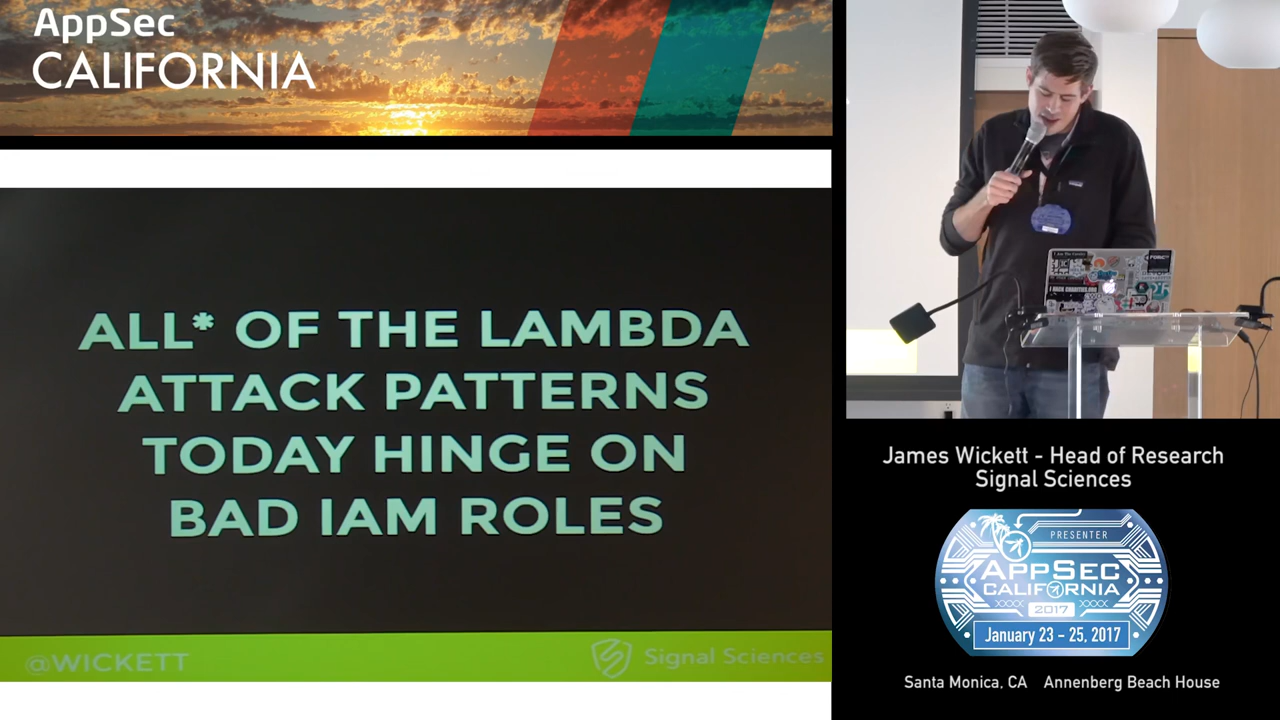 AppSec
CALIFORNIA
ALL* OF THE LAMBDA
ATTACK PATTERNS
TODAY HINGE ON
BAD IAM ROLES
@WICKETT
Signal Sciences
James Wickett - Head of Research
Signal Sciences
PRESENTER
APPSEC
CALIFORNIA
2017
January 23 - 25, 2017
Santa Monica, CA Annenberg Beach House